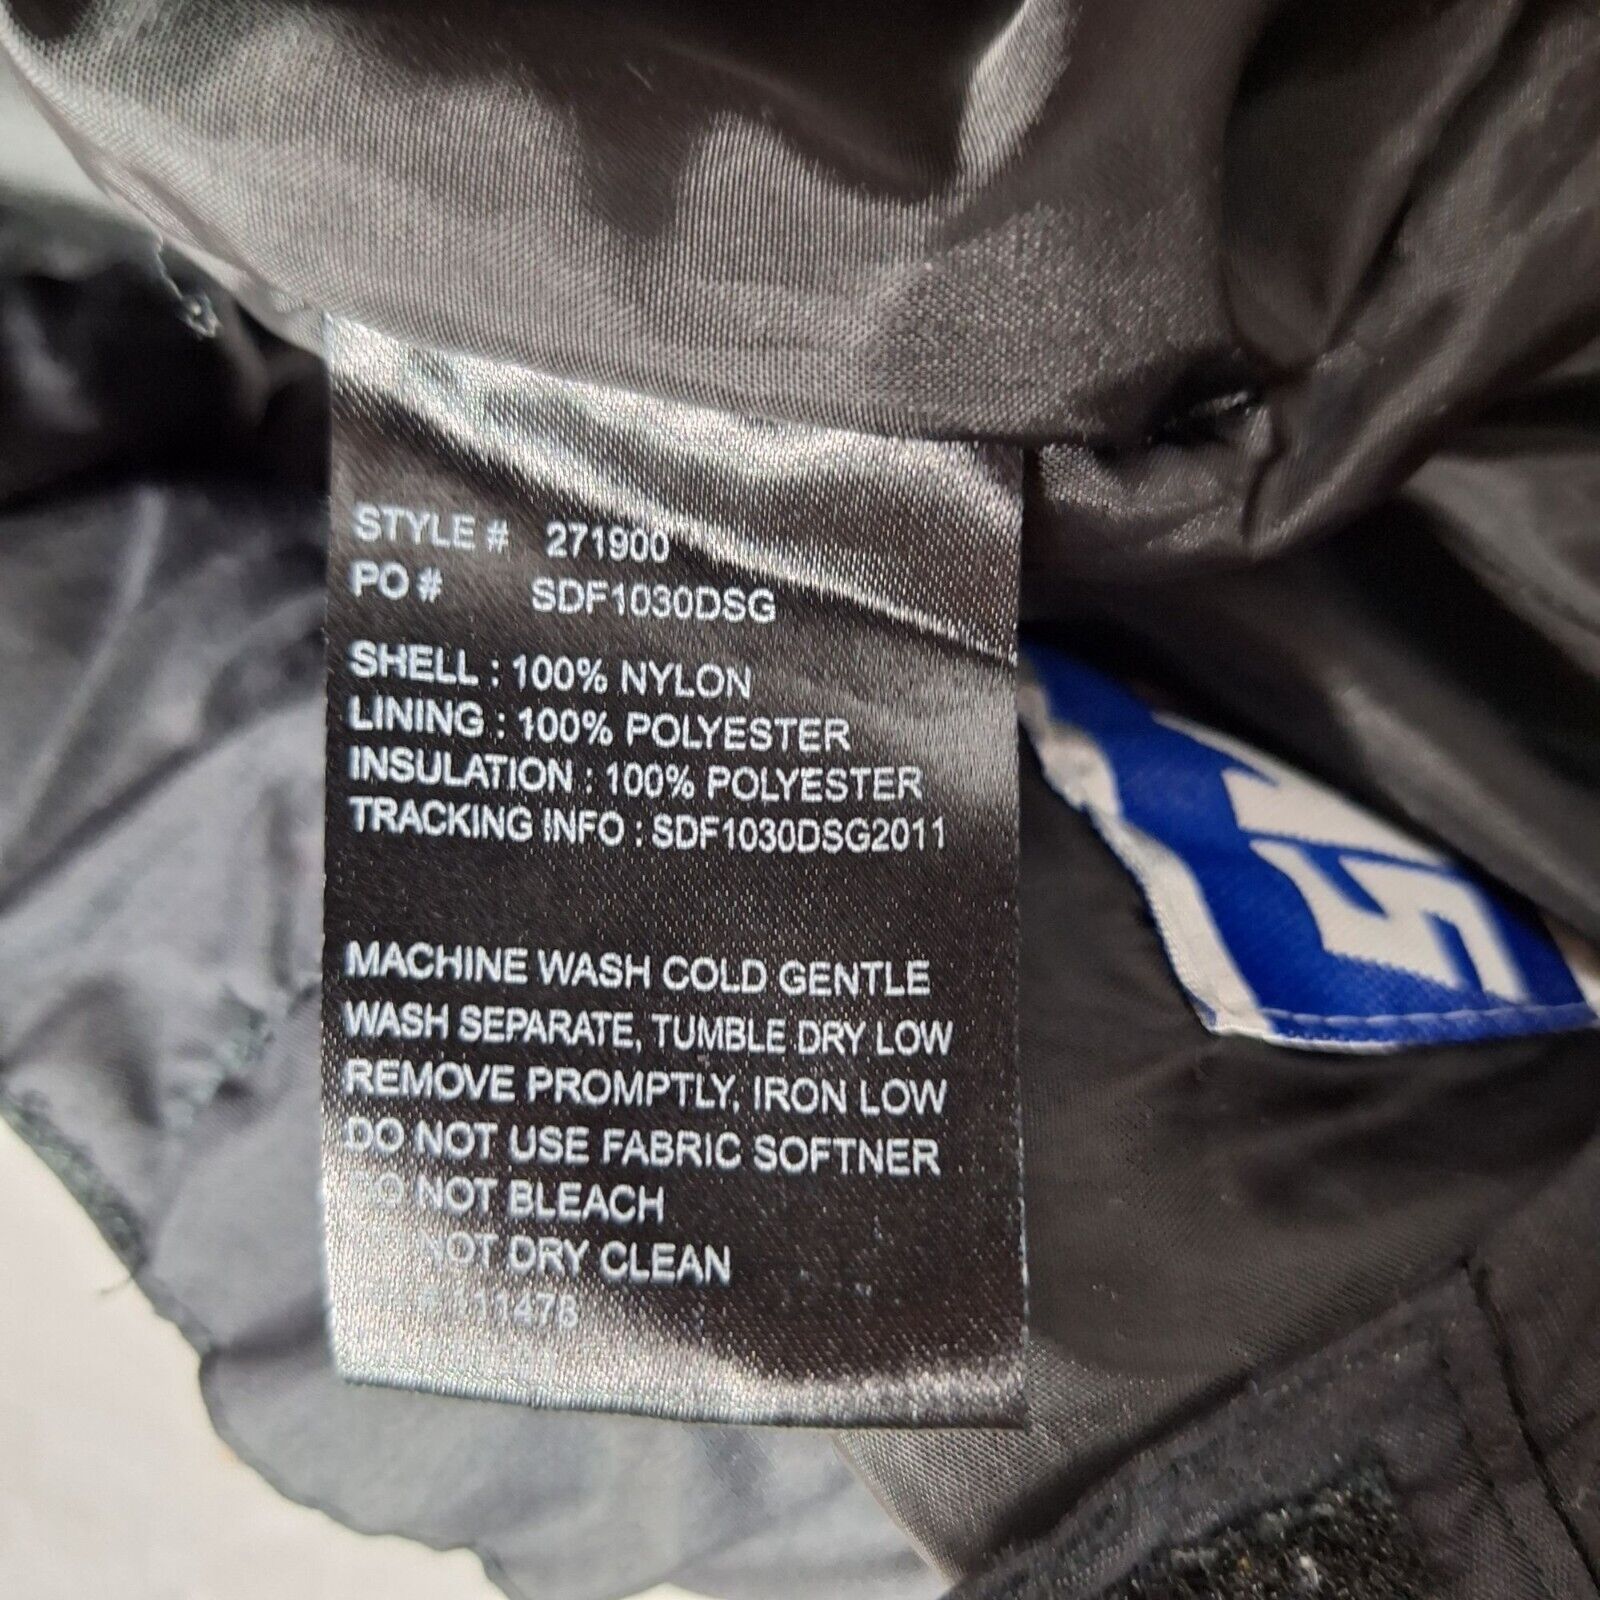 STYLE # 271900
PO # SDF1030DSG
SHELL : 100% NYLON
LINING : 100% POLYESTER
INSULATION : 100% POLYESTER
TRACKING INFO : SDF1030DSG2011
MACHINE WASH COLD GENTLE
WASH SEPARATE, TUMBLE DRY LOW
REMOVE PROMPTLY, IRON LOW
DO NOT USE FABRIC SOFTNER
DO NOT BLEACH
NOT DRY CLEAN